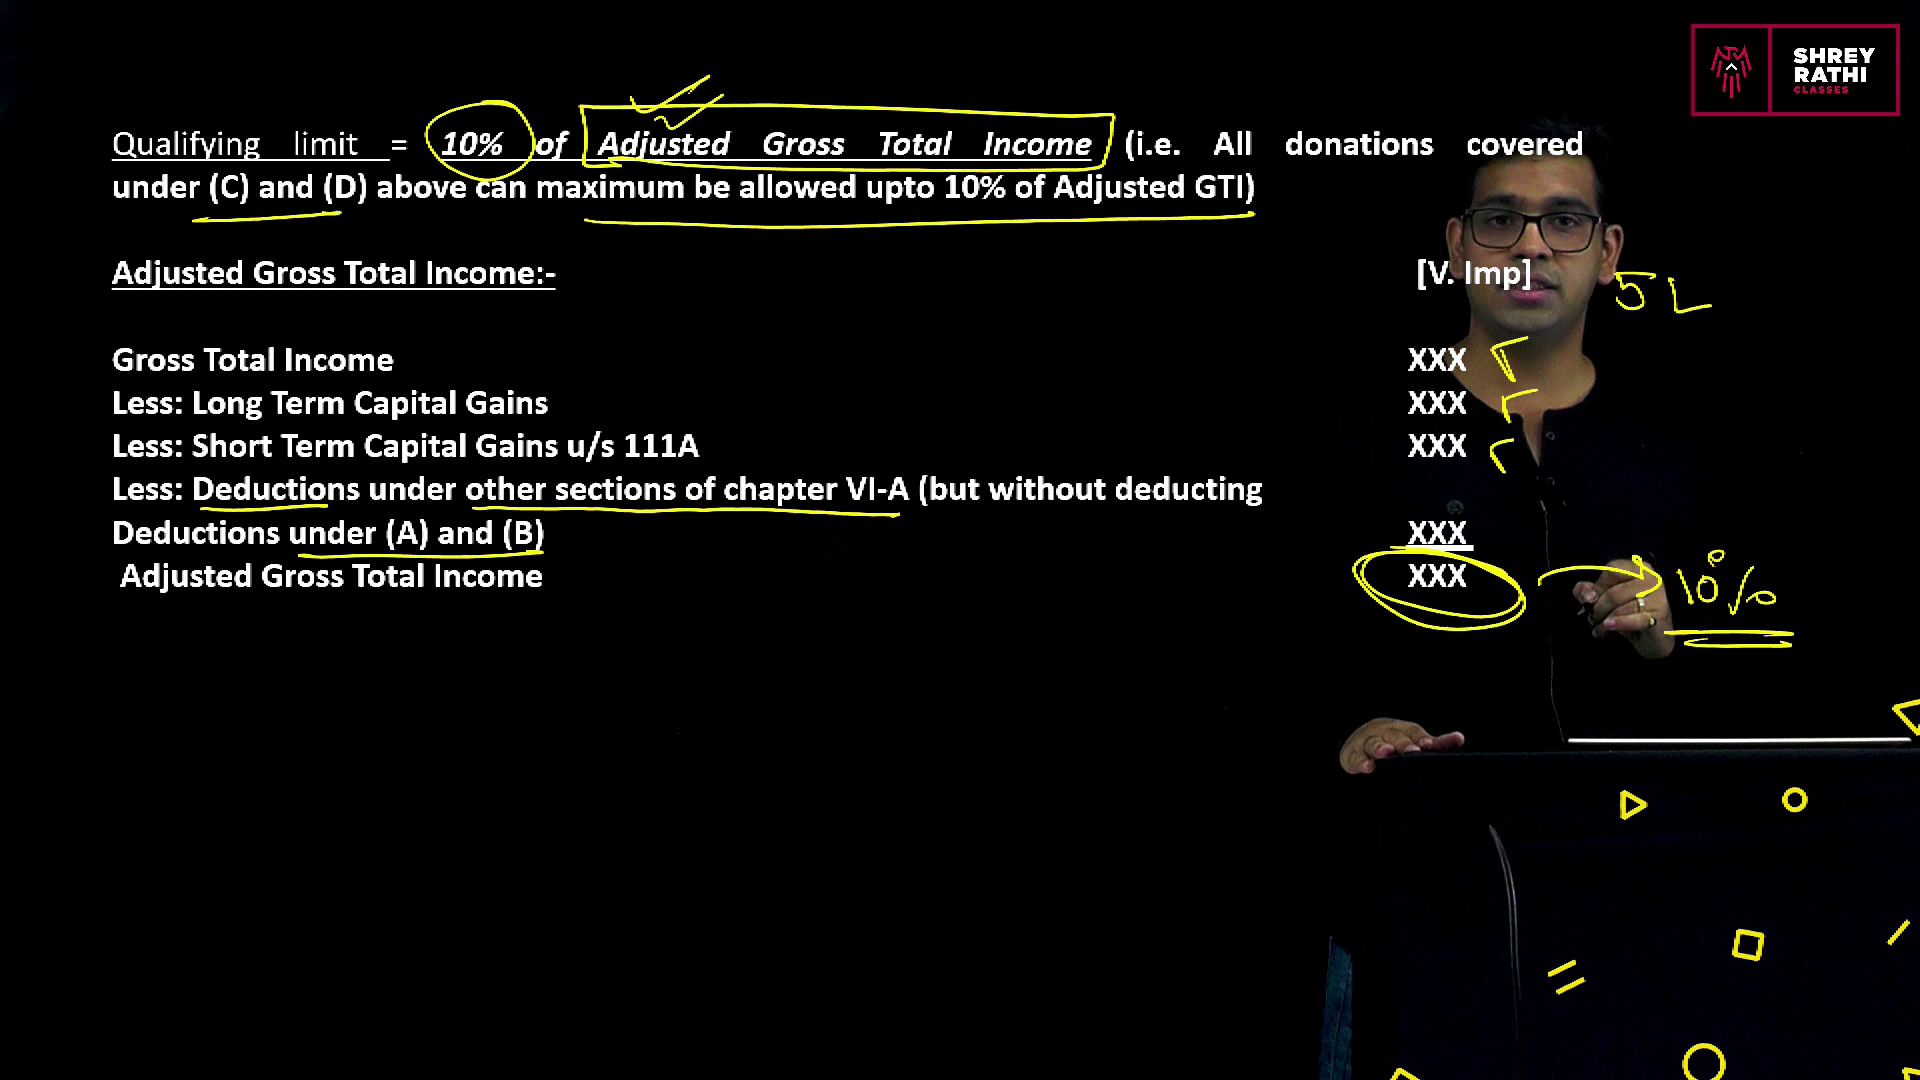 SHREY
RATHI
CLASSES
Qualifying limit = 10% of Adjusted Gross Total Income (i.e. All donations covered
under (C) and (D) above can maximum be allowed upto 10% of Adjusted GTI)
Adjusted Gross Total Income:- [V. Imp]
5 L
Gross Total Income XXX
Less: Long Term Capital Gains XXX
Less: Short Term Capital Gains u/s 111A XXX
Less: Deductions under other sections of chapter VI-A (but without deducting
Deductions under (A) and (B) XXX
Adjusted Gross Total Income XXX
10%